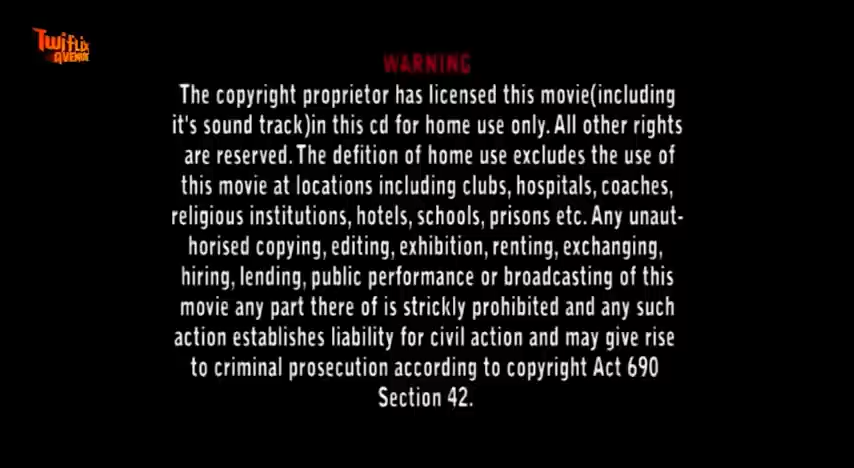 Twiflix
AVENUE
WARNING
The copyright proprietor has licensed this movie(including
it's sound track)in this cd for home use only. All other rights
are reserved. The defition of home use excludes the use of
this movie at locations including clubs, hospitals, coaches,
religious institutions, hotels, schools, prisons etc. Any unaut-
horised copying, editing, exhibition, renting, exchanging,
hiring, lending, public performance or broadcasting of this
movie any part there of is strickly prohibited and any such
action establishes liability for civil action and may give rise
to criminal prosecution according to copyright Act 690
Section 42.